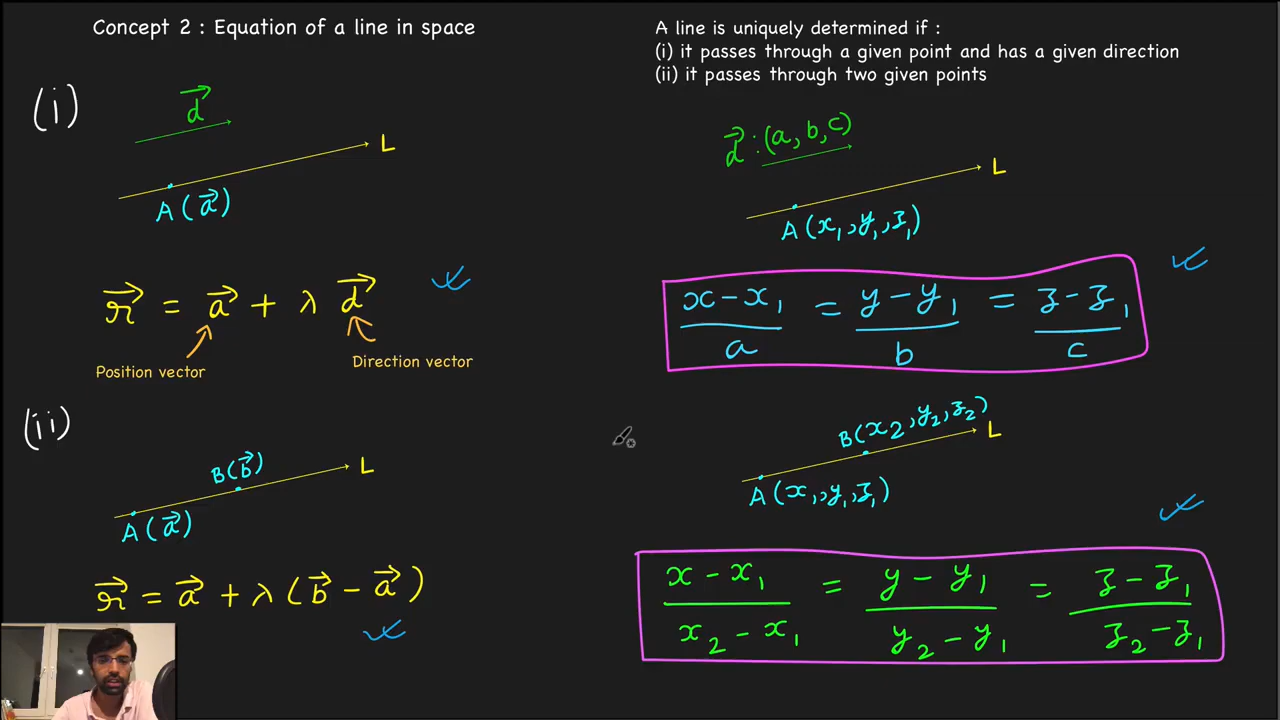 Concept 2 : Equation of a line in space
A line is uniquely determined if :
(i) it passes through a given point and has a given direction
(ii) it passes through two given points
(i)
d⃗
L
A(a⃗)
r⃗ = a⃗ + λ d⃗
Position vector
Direction vector
d⃗ : (a, b, c)
L
A(x₁, y₁, z₁)
(x − x₁)/a = (y − y₁)/b = (z − z₁)/c
(ii)
B(b⃗)
L
A(a⃗)
r⃗ = a⃗ + λ(b⃗ − a⃗)
B(x₂, y₂, z₂)
L
A(x₁, y₁, z₁)
(x − x₁)/(x₂ − x₁) = (y − y₁)/(y₂ − y₁) = (z − z₁)/(z₂ − z₁)